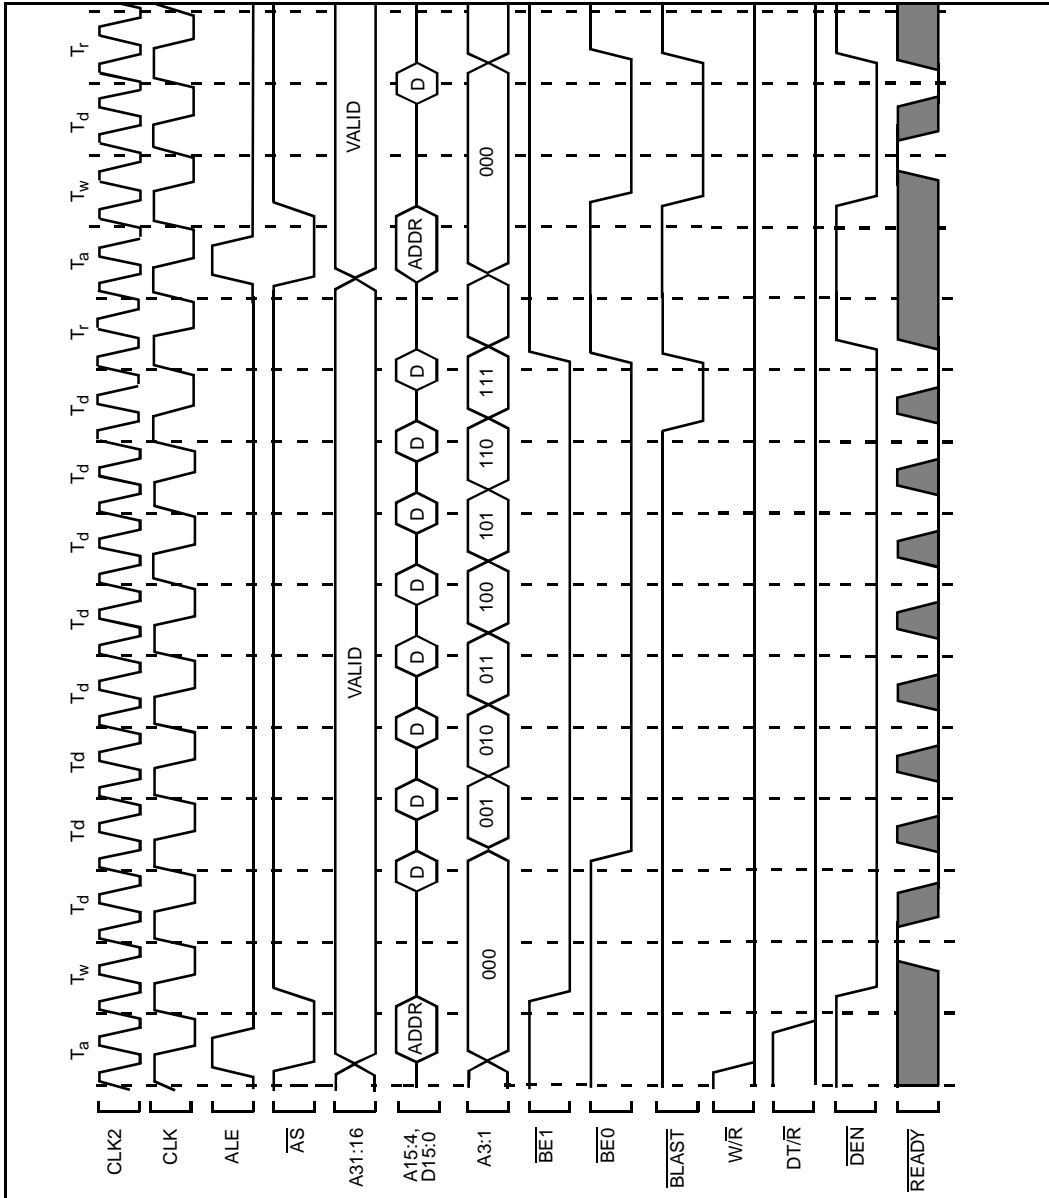 Ta Tw Td Td Td Td Td Td Td Td Tr Ta Tw Td Tr
CLK2
CLK
ALE
AS
A31:16 VALID VALID
A15:4,
D15:0 ADDR D D D D D D D D ADDR D
A3:1 000 001 010 011 100 101 110 111 000
BE1
BE0
BLAST
W/R
DT/R
DEN
READY